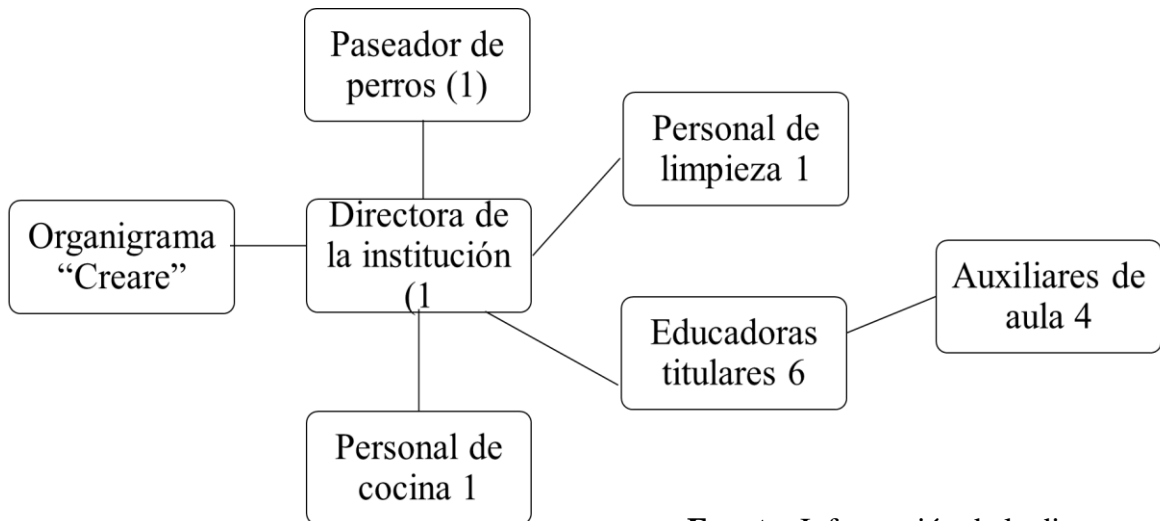 Paseador de
perros (1)
Personal de
limpieza 1
Organigrama
“Creare”
Directora de
la institución
(1
Auxiliares de
aula 4
Educadoras
titulares 6
Personal de
cocina 1